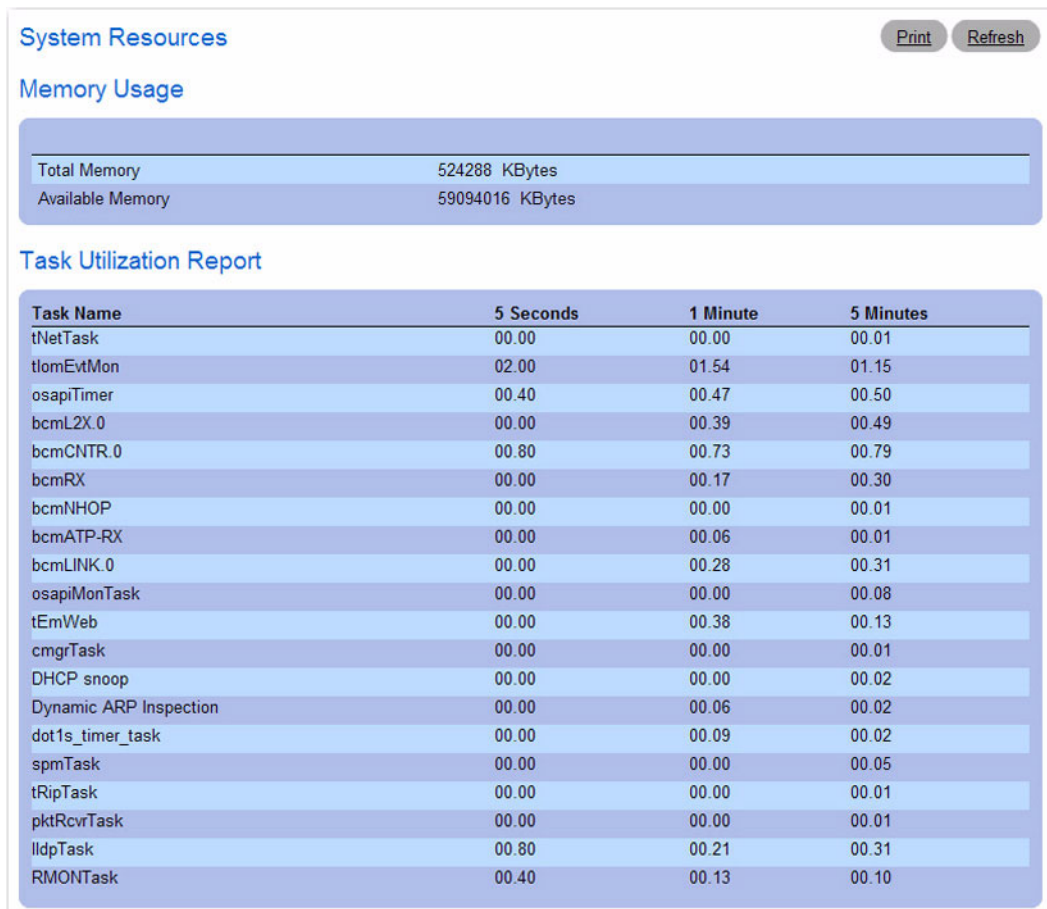 System Resources Print Refresh
Memory Usage
Total Memory 524288 KBytes
Available Memory 59094016 KBytes
Task Utilization Report
Task Name 5 Seconds 1 Minute 5 Minutes
tNetTask 00.00 00.00 00.01
tIomEvtMon 02.00 01.54 01.15
osapiTimer 00.40 00.47 00.50
bcmL2X.0 00.00 00.39 00.49
bcmCNTR.0 00.80 00.73 00.79
bcmRX 00.00 00.17 00.30
bcmNHOP 00.00 00.00 00.01
bcmATP-RX 00.00 00.06 00.01
bcmLINK.0 00.00 00.28 00.31
osapiMonTask 00.00 00.00 00.08
tEmWeb 00.00 00.38 00.13
cmgrTask 00.00 00.00 00.01
DHCP snoop 00.00 00.00 00.02
Dynamic ARP Inspection 00.00 00.06 00.02
dot1s_timer_task 00.00 00.09 00.02
spmTask 00.00 00.00 00.05
tRipTask 00.00 00.00 00.01
pktRcvrTask 00.00 00.00 00.01
lldpTask 00.80 00.21 00.31
RMONTask 00.40 00.13 00.10